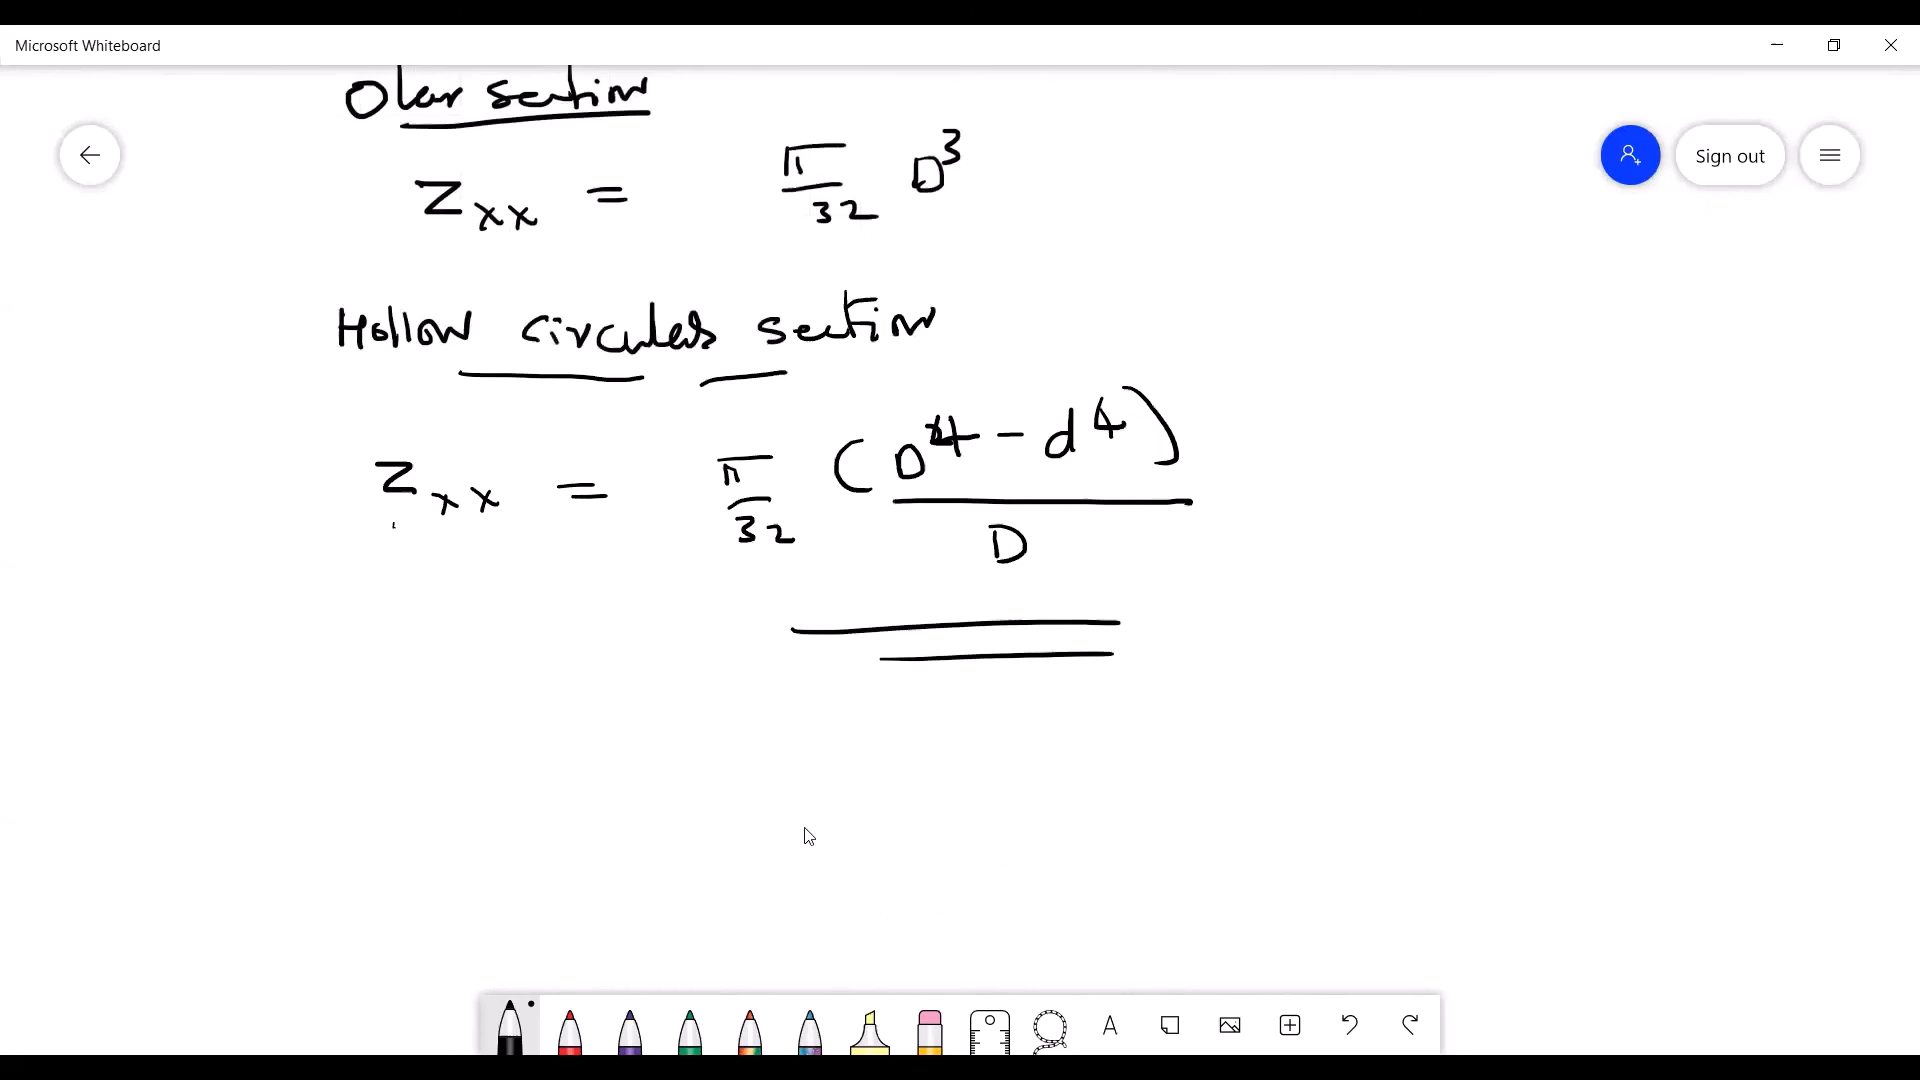 Microsoft Whiteboard
Olar section
Sign out
Zxx = π/32 D³
Hollow circular section
Zxx = π/32 (D⁴ - d⁴)/D
A